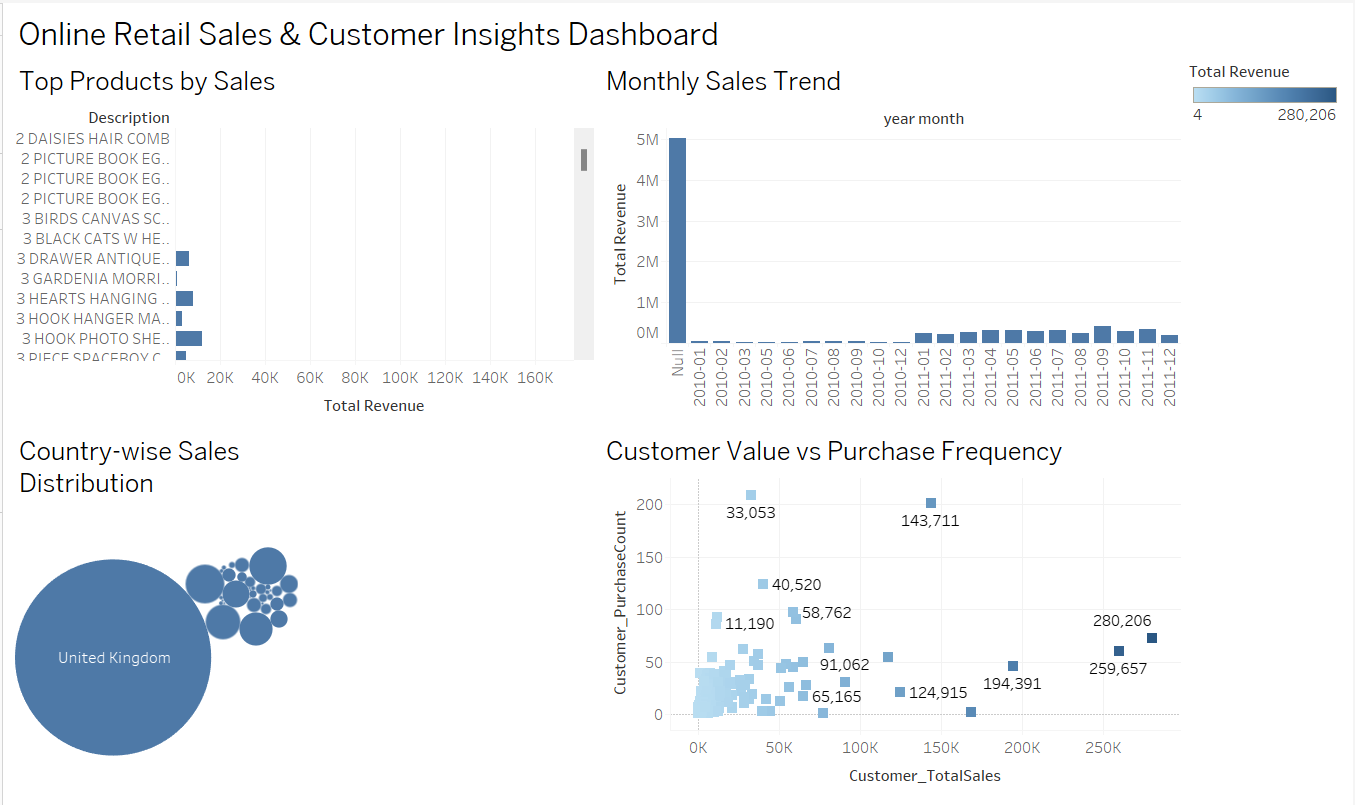 Online Retail Sales & Customer Insights Dashboard
Top Products by Sales
Description
2 DAISIES HAIR COMB
2 PICTURE BOOK EG..
2 PICTURE BOOK EG..
2 PICTURE BOOK EG..
3 BIRDS CANVAS SC..
3 BLACK CATS W HE..
3 DRAWER ANTIQUE..
3 GARDENIA MORRI..
3 HEARTS HANGING ..
3 HOOK HANGER MA..
3 HOOK PHOTO SHE..
3 PIECE SPACEBOY C..
0K 20K 40K 60K 80K 100K 120K 140K 160K
Total Revenue
Monthly Sales Trend
year month
Total Revenue
5M
4M
3M
2M
1M
0M
Null
2010-01
2010-02
2010-03
2010-05
2010-06
2010-07
2010-08
2010-09
2010-10
2010-12
2011-01
2011-02
2011-03
2011-04
2011-05
2011-06
2011-07
2011-08
2011-09
2011-10
2011-11
2011-12
Total Revenue
4 280,206
Country-wise Sales
Distribution
United Kingdom
Customer Value vs Purchase Frequency
Customer_PurchaseCount
200
150
100
50
0
33,053
143,711
40,520
58,762
11,190
280,206
91,062
259,657
194,391
65,165
124,915
0K 50K 100K 150K 200K 250K
Customer_TotalSales